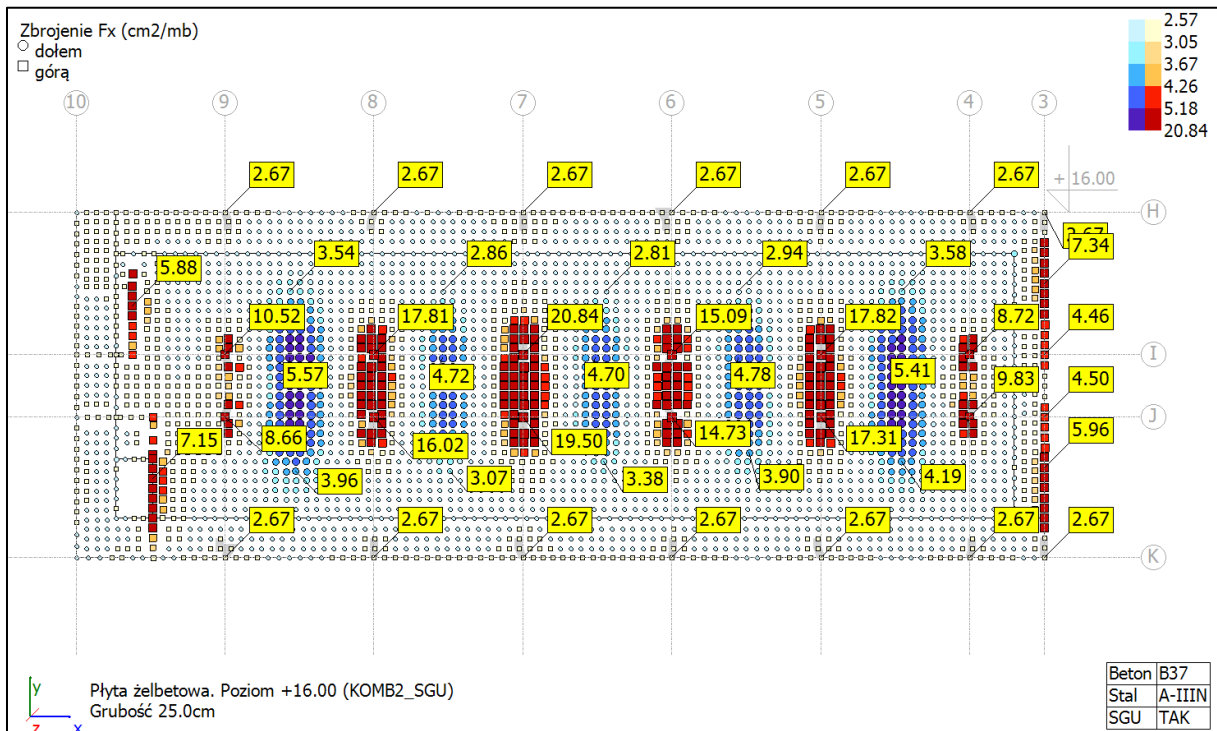 Zbrojenie Fx (cm2/mb)
dołem
górą
2.57
3.05
3.67
4.26
5.18
20.84
10 9 8 7 6 5 4 3
2.67 2.67 2.67 2.67 2.67 2.67
+ 16.00
H
2.67
7.34
3.54 2.86 2.81 2.94 3.58
5.88
10.52 17.81 20.84 15.09 17.82 8.72 4.46
I
5.57 4.72 4.70 4.78 5.41 9.83 4.50
J
7.15 8.66 16.02 19.50 14.73 17.31 5.96
3.96 3.07 3.38 3.90 4.19
2.67 2.67 2.67 2.67 2.67 2.67 2.67
K
y
z x
Płyta żelbetowa. Poziom +16.00 (KOMB2_SGU)
Grubość 25.0cm
Beton B37
Stal A-IIIN
SGU TAK